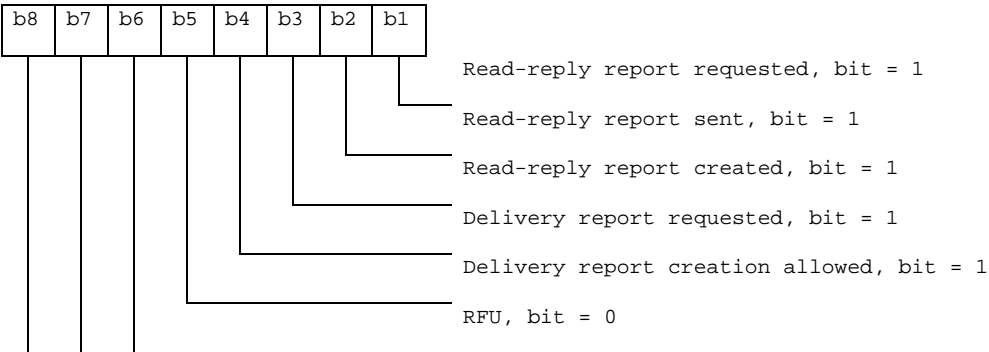 b8 b7 b6 b5 b4 b3 b2 b1
Read-reply report requested, bit = 1
Read-reply report sent, bit = 1
Read-reply report created, bit = 1
Delivery report requested, bit = 1
Delivery report creation allowed, bit = 1
RFU, bit = 0